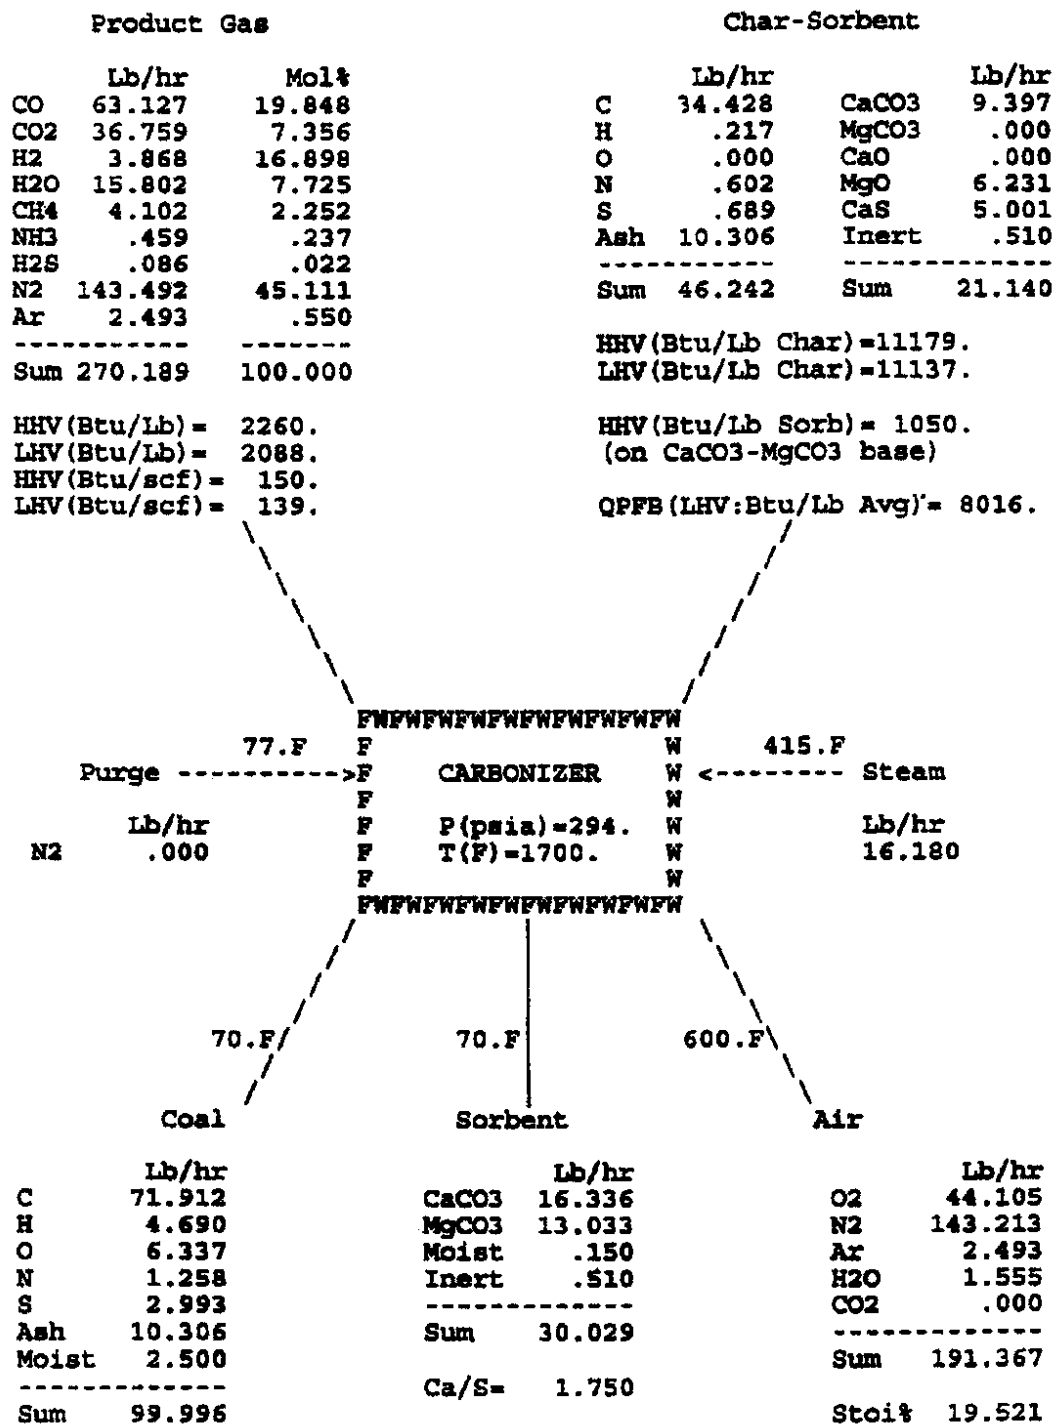 Product Gas
Lb/hr Mol%
CO 63.127 19.848
CO2 36.759 7.356
H2 3.868 16.898
H2O 15.802 7.725
CH4 4.102 2.252
NH3 .459 .237
H2S .086 .022
N2 143.492 45.111
Ar 2.493 .550
----------- -------
Sum 270.189 100.000
HHV(Btu/Lb)= 2260.
LHV(Btu/Lb)= 2088.
HHV(Btu/scf)= 150.
LHV(Btu/scf)= 139.
Char-Sorbent
Lb/hr Lb/hr
C 34.428 CaCO3 9.397
H .217 MgCO3 .000
O .000 CaO .000
N .602 MgO 6.231
S .689 CaS 5.001
Ash 10.306 Inert .510
----------- -------------
Sum 46.242 Sum 21.140
HHV(Btu/Lb Char)=11179.
LHV(Btu/Lb Char)=11137.
HHV(Btu/Lb Sorb)= 1050.
(on CaCO3-MgCO3 base)
QPFB(LHV:Btu/Lb Avg)= 8016.
FWFWFWFWFWFWFWFWFWFW
77.F F W 415.F
Purge ---------->F CARBONIZER W <-------- Steam
F W
Lb/hr F P(psia)=294. W Lb/hr
N2 .000 F T(F)=1700. W 16.180
F W
FWFWFWFWFWFWFWFWFWFW
70.F 70.F 600.F
Coal
Lb/hr
C 71.912
H 4.690
O 6.337
N 1.258
S 2.993
Ash 10.306
Moist 2.500
-------------
Sum 99.996
Sorbent
Lb/hr
CaCO3 16.336
MgCO3 13.033
Moist .150
Inert .510
-------------
Sum 30.029
Ca/S= 1.750
Air
Lb/hr
O2 44.105
N2 143.213
Ar 2.493
H2O 1.555
CO2 .000
-------------
Sum 191.367
Stoi% 19.521